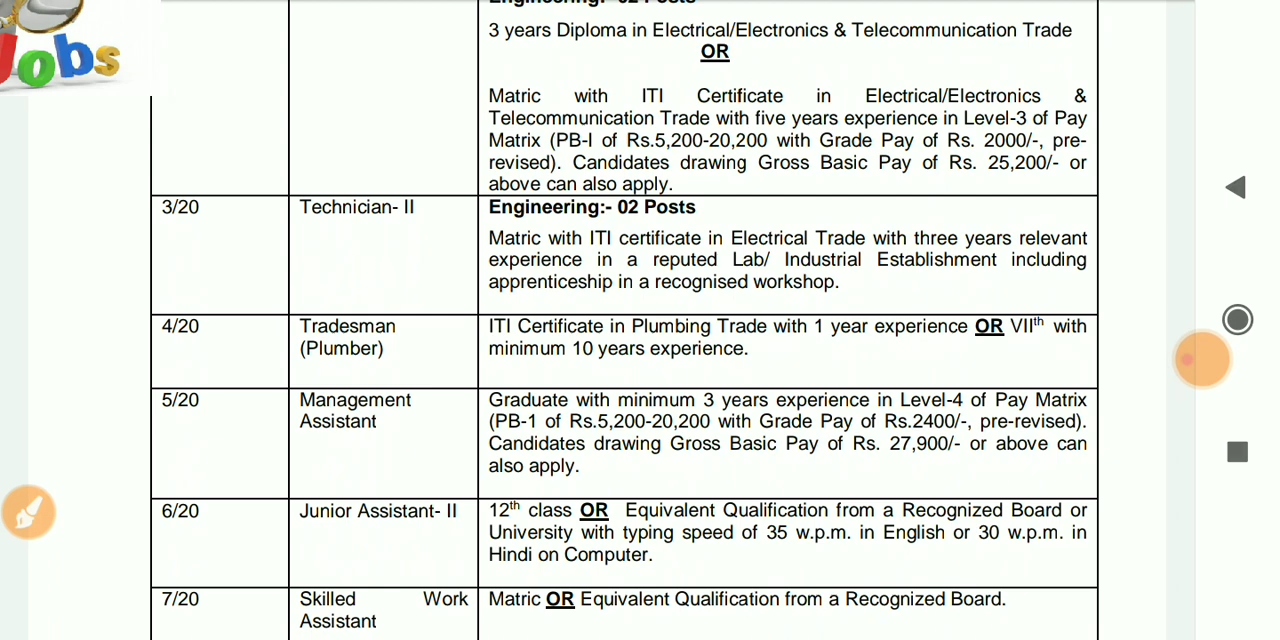 Engineering:- 02 Posts
3 years Diploma in Electrical/Electronics & Telecommunication Trade
OR
Matric with ITI Certificate in Electrical/Electronics &
Telecommunication Trade with five years experience in Level-3 of Pay
Matrix (PB-I of Rs.5,200-20,200 with Grade Pay of Rs. 2000/-, pre-
revised). Candidates drawing Gross Basic Pay of Rs. 25,200/- or
above can also apply.
Jobs
3/20
Technician- II
Engineering:- 02 Posts
Matric with ITI certificate in Electrical Trade with three years relevant
experience in a reputed Lab/ Industrial Establishment including
apprenticeship in a recognised workshop.
4/20
Tradesman
(Plumber)
ITI Certificate in Plumbing Trade with 1 year experience OR VIIth with
minimum 10 years experience.
5/20
Management
Assistant
Graduate with minimum 3 years experience in Level-4 of Pay Matrix
(PB-1 of Rs.5,200-20,200 with Grade Pay of Rs.2400/-, pre-revised).
Candidates drawing Gross Basic Pay of Rs. 27,900/- or above can
also apply.
6/20
Junior Assistant- II
12th class OR Equivalent Qualification from a Recognized Board or
University with typing speed of 35 w.p.m. in English or 30 w.p.m. in
Hindi on Computer.
7/20
Skilled Work
Assistant
Matric OR Equivalent Qualification from a Recognized Board.